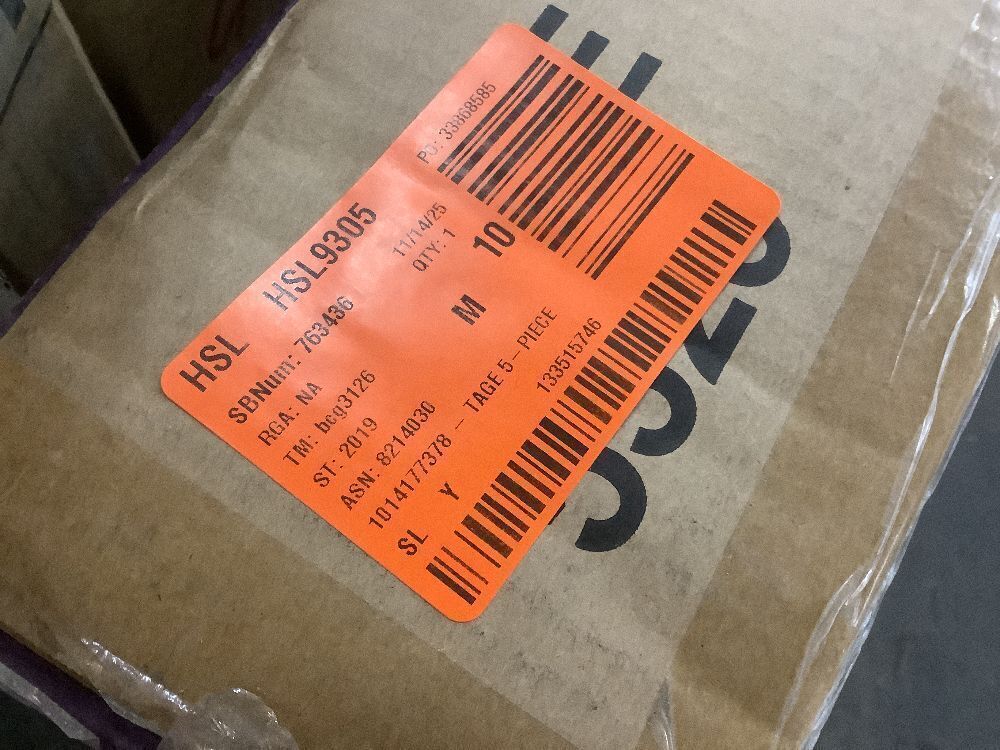 HSL HSL9305
PO: 33868585
SBNum: 763436
11/14/25
RGA: NA
QTY: 1
10
TM: bcg3126
M
ST: 2019
ASN: 8214030
1014177378 – TAGE 5–PIECE
SL Y
133515746